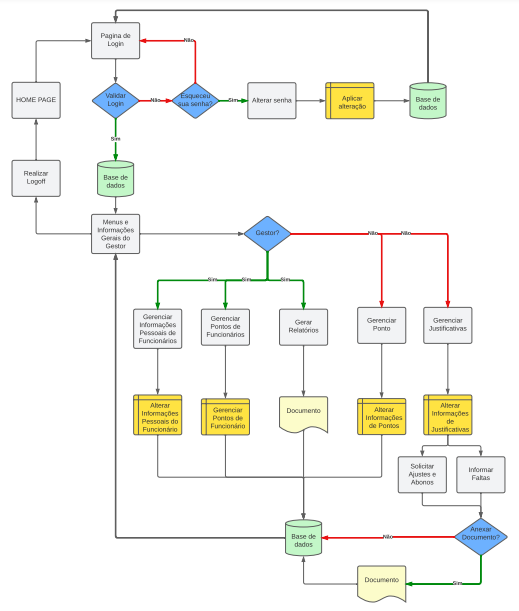 Pagina de
Login
Não
HOME PAGE
Validar
Login
Não
Esqueceu
sua senha?
Sim
Alterar senha
Aplicar
alteração
Base de
dados
Sim
Realizar
Logoff
Base de
dados
Menus e
Informações
Gerais do
Gestor
Gestor?
Não
Não
Sim
Sim
Sim
Gerenciar
Informações
Pessoais de
Funcionários
Gerenciar
Pontos de
Funcionários
Gerar
Relatórios
Gerenciar
Ponto
Gerenciar
Justificativas
Alterar
Informações
Pessoais do
Funcionário
Gerenciar
Pontos de
Funcionário
Documento
Alterar
Informações
de Pontos
Alterar
Informações
de
Justificativas
Solicitar
Ajustes e
Abonos
Informar
Faltas
Base de
dados
Não
Anexar
Documento?
Documento
Sim